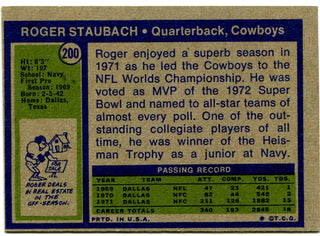 ROGER STAUBACH • Quarterback, Cowboys
200
Ht: 6'3"
Wt: 197
School: Navy
First Pro
Season: 1969
Born: 2-5-42
Home: Dallas,
Texas
Roger enjoyed a superb season in
1971 as he led the Cowboys to the
NFL Worlds Championship. He was
voted as MVP of the 1972 Super
Bowl and named to all-star teams of
almost every poll. One of the out-
standing collegiate players of all
time, he was winner of the Heis-
man Trophy as a junior at Navy.
FOR
SALE
ROGER DEALS
IN REAL ESTATE
IN THE
OFF-SEASON.
PASSING RECORD
YEAR
1969 DALLAS NFL 47 23 421 1
1970 DALLAS NFC 82 44 542 2
1971 DALLAS NFC 211 126 1882 15
CAREER TOTALS 340 193 2845 18
PRTD. IN U.S.A. © T.C.G.